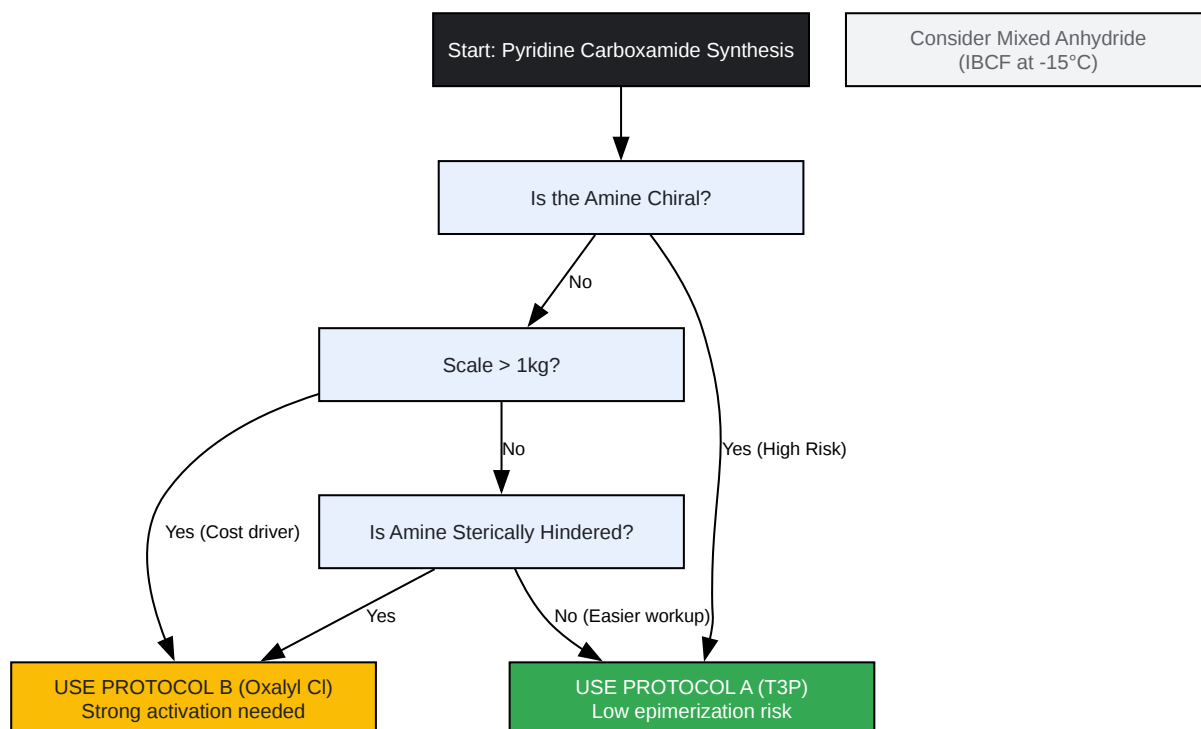 Start: Pyridine Carboxamide Synthesis
Consider Mixed Anhydride
(IBCF at -15°C)
Is the Amine Chiral?
No
Scale > 1kg?
No
Yes (High Risk)
Yes (Cost driver)
Is Amine Sterically Hindered?
Yes
No (Easier workup)
USE PROTOCOL B (Oxalyl Cl)
Strong activation needed
USE PROTOCOL A (T3P)
Low epimerization risk